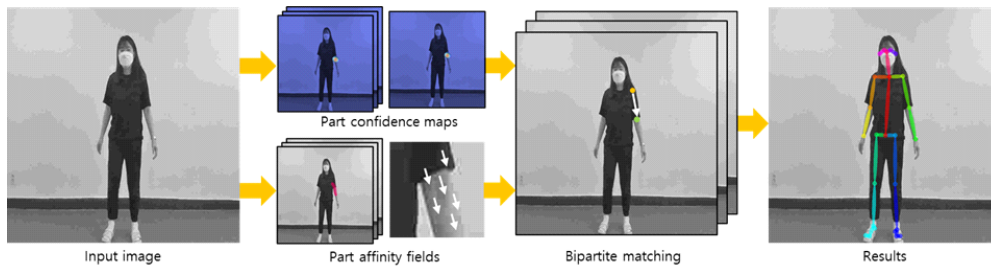 Part confidence maps
Input image
Part affinity fields
Bipartite matching
Results